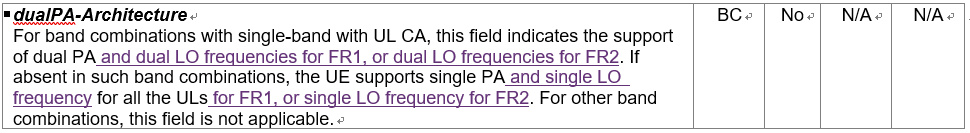 dualPA-Architecture BC No N/A N/A
For band combinations with single-band with UL CA, this field indicates the support
of dual PA and dual LO frequencies for FR1, or dual LO frequencies for FR2. If
absent in such band combinations, the UE supports single PA and single LO
frequency for all the ULs for FR1, or single LO frequency for FR2. For other band
combinations, this field is not applicable.